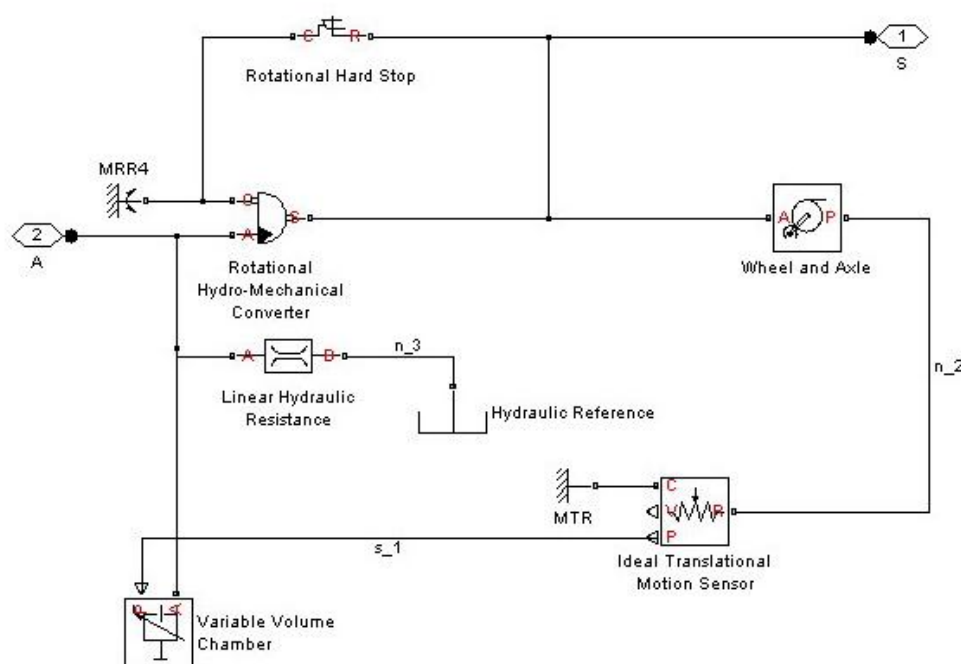 C R
Rotational Hard Stop
1
S
MRR4
O
A S
2
A
Rotational
Hydro-Mechanical
Converter
A P
Wheel and Axle
A B
n_3
Linear Hydraulic
Resistance
Hydraulic Reference
n_2
C
V R
P
MTR
Ideal Translational
Motion Sensor
s_1
P A
Variable Volume
Chamber